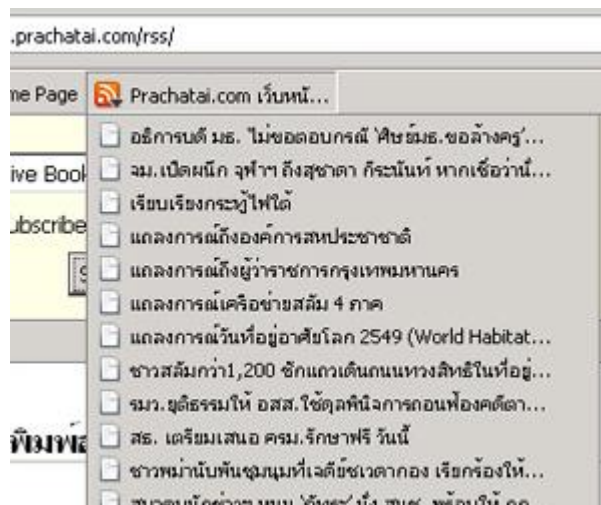 .prachatai.com/rss/
me Page
Prachatai.com เว็บหนั...
อธิการบดี มธ. ไม่ขอตอบกรณี 'ศิษย์มธ.ขอล้างครู'...
ive Book
จม.เปิดผนึก จุฬาฯ ถึงสุชาดา กีระนันท์ หากเชื่อว่านี่...
เรียบเรียงกระทู้ไฟใต้
ubscribe
แถลงการณ์ถึงองค์การสหประชาชาติ
แถลงการณ์ถึงผู้ว่าราชการกรุงเทพมหานคร
แถลงการณ์เครือข่ายสลัม 4 ภาค
แถลงการณ์วันที่อยู่อาศัยโลก 2549 (World Habitat...
ชาวสลัมกว่า1,200 ชักแถวเดินถนนทวงสิทธิในที่อยู่...
รมว.ยุติธรรมให้ อสส.ใช้ดุลพินิจการถอนฟ้องคดีตา...
พิมพ์
สธ. เตรียมเสนอ ครม.รักษาฟรี วันนี้
ชาวพม่านับพันชุมนุมที่เจดีย์ชเวดากอง เรียกร้องให้...